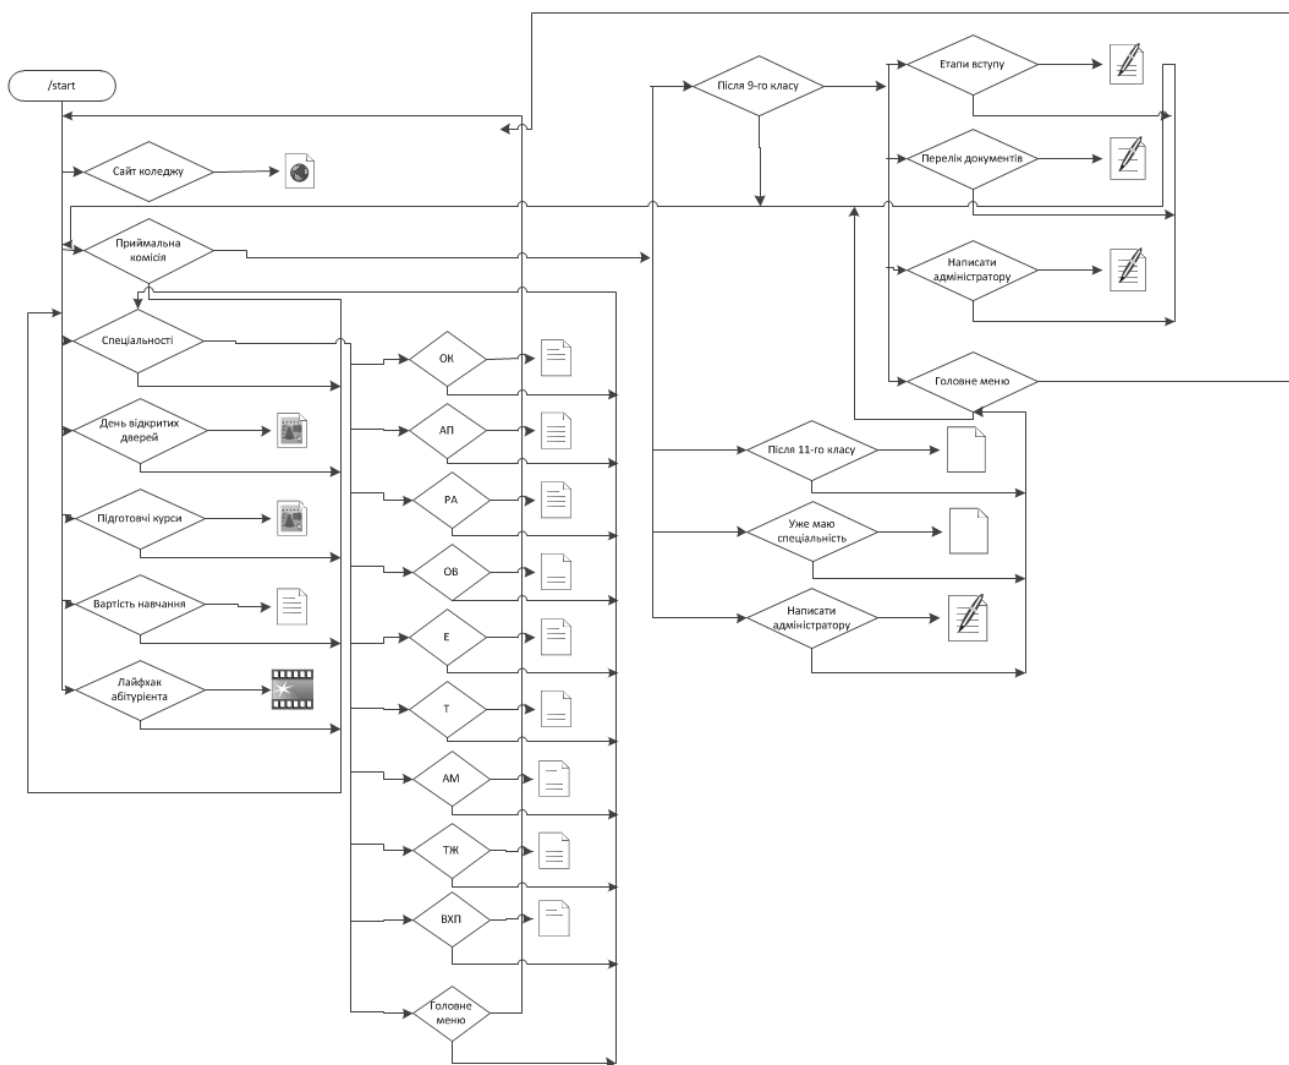 /start
Сайт коледжу
Приймальна
комісія
Спеціальності
День відкритих
дверей
Підготовчі курси
Вартість навчання
Лайфхак
абітурієнта
ОК
АП
РА
ОВ
Е
Т
АМ
ТЖ
ВХП
Головне
меню
Після 9-го класу
Етапи вступу
Перелік документів
Написати
адміністратору
Головне меню
Після 11-го класу
Уже маю
спеціальність
Написати
адміністратору